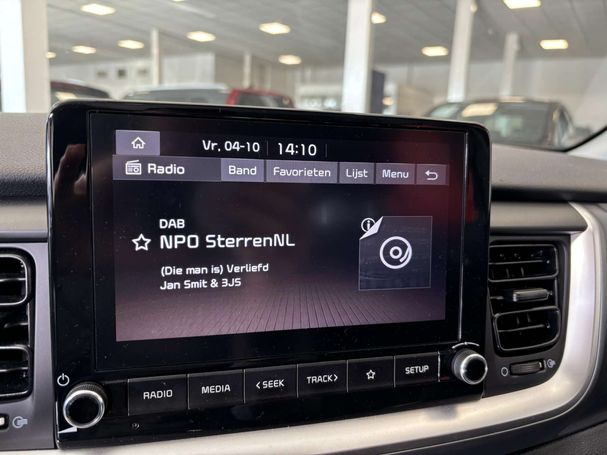 Vr. 04-10 14:10
Radio Band Favorieten Lijst Menu
DAB
NPO SterrenNL
(Die man is) Verliefd
Jan Smit & 3JS
RADIO MEDIA < SEEK TRACK > SETUP